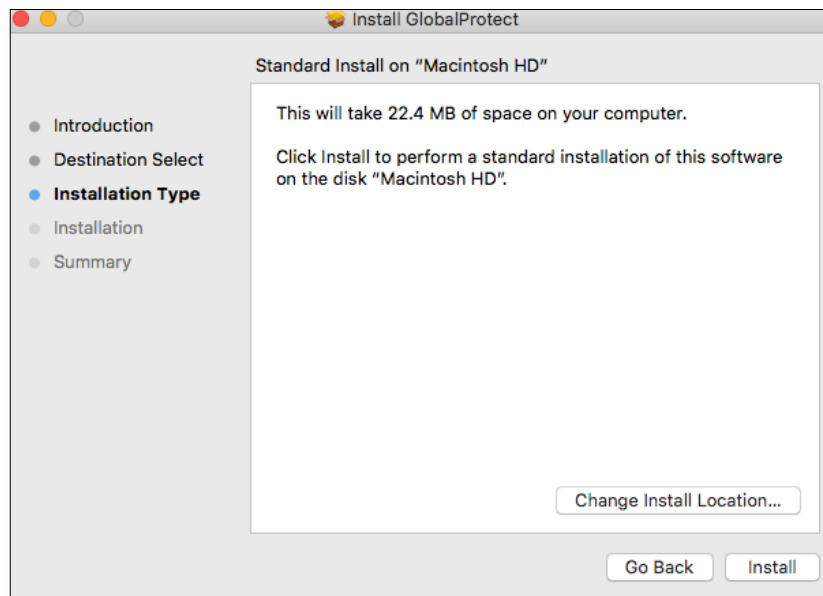 Install GlobalProtect
Standard Install on “Macintosh HD”
Introduction
Destination Select
Installation Type
Installation
Summary
This will take 22.4 MB of space on your computer.
Click Install to perform a standard installation of this software
on the disk “Macintosh HD”.
Change Install Location...
Go Back
Install